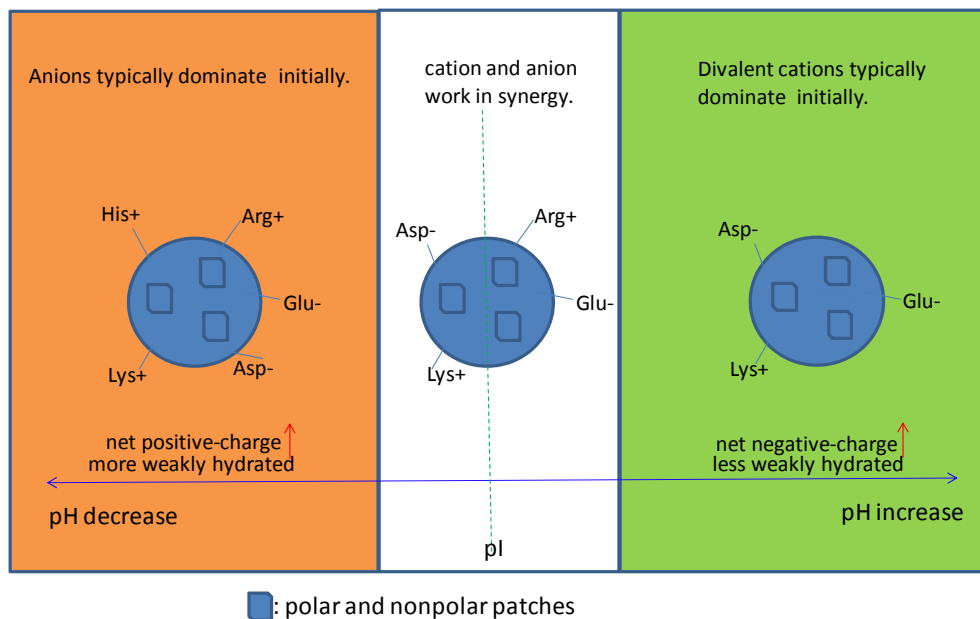 Anions typically dominate initially.
His+
Arg+
Glu-
Lys+
Asp-
net positive-charge
more weakly hydrated
pH decrease
cation and anion
work in synergy.
Asp-
Arg+
Glu-
Lys+
pI
Divalent cations typically
dominate initially.
Asp-
Glu-
Lys+
net negative-charge
less weakly hydrated
pH increase
: polar and nonpolar patches